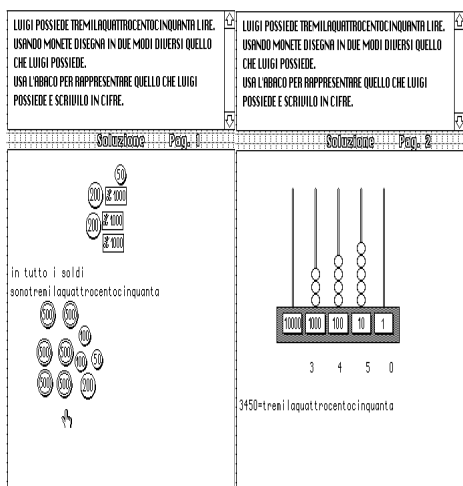 LUIGI POSSIEDE TREMILAQUATTROCENTOCINQUANTA LIRE.
USANDO MONETE DISEGNA IN DUE MODI DIVERSI QUELLO
CHE LUIGI POSSIEDE.
USA L'ABACO PER RAPPRESENTARE QUELLO CHE LUIGI
POSSIEDE E SCRIVILO IN CIFRE.
Soluzione Pag. 1
50
200 £ 1000
200 £ 1000
£ 1000
in tutto i soldi
sonotremilaquattrocentocinquanta
500 500
100
500 500 100 50
500 500 200
LUIGI POSSIEDE TREMILAQUATTROCENTOCINQUANTA LIRE.
USANDO MONETE DISEGNA IN DUE MODI DIVERSI QUELLO
CHE LUIGI POSSIEDE.
USA L'ABACO PER RAPPRESENTARE QUELLO CHE LUIGI
POSSIEDE E SCRIVILO IN CIFRE.
Soluzione Pag. 2
10000 1000 100 10 1
3 4 5 0
3450=tremilaquattrocentocinquanta